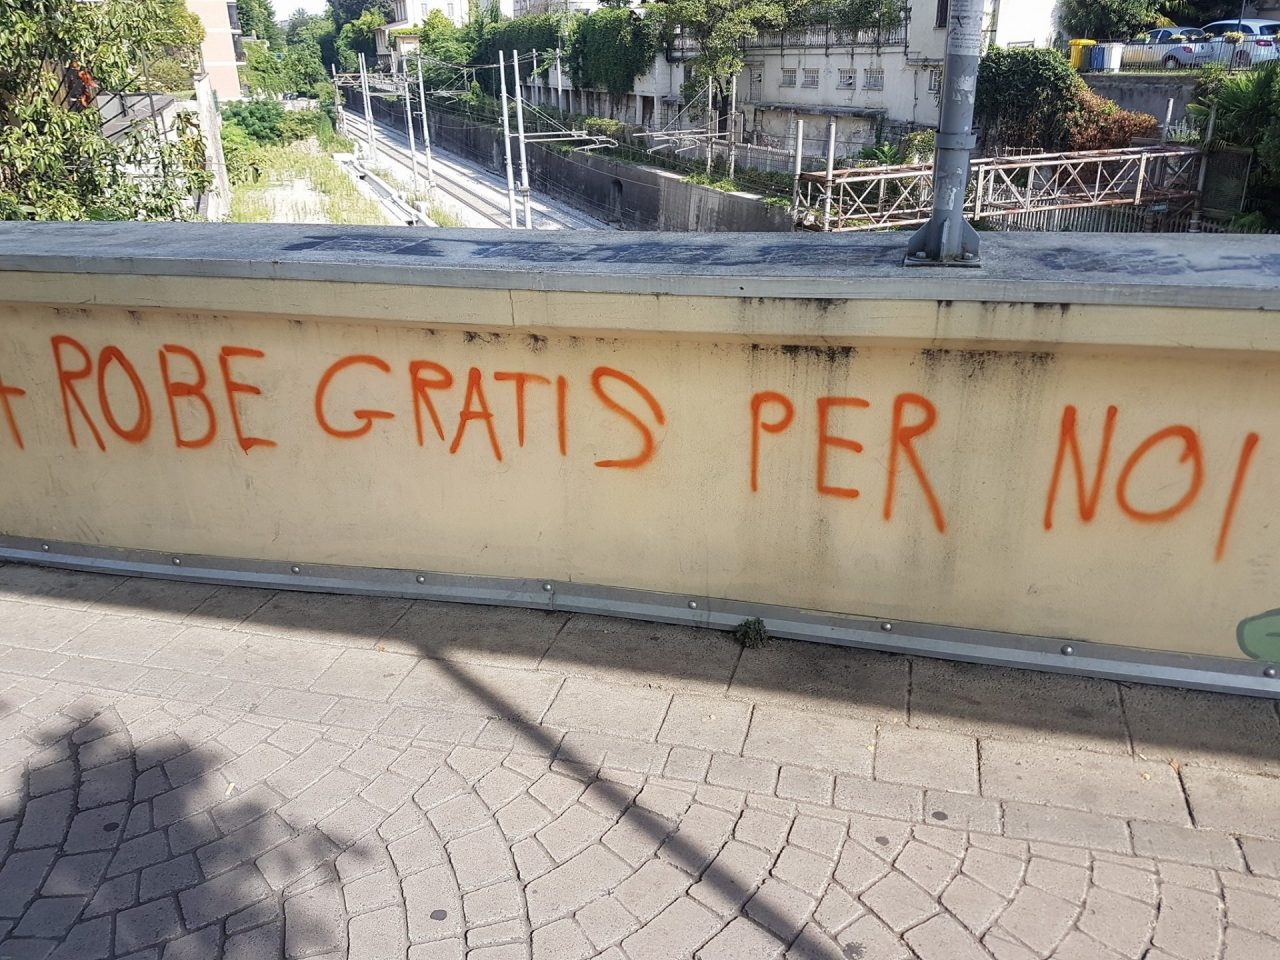 + ROBE GRATIS PER NOI